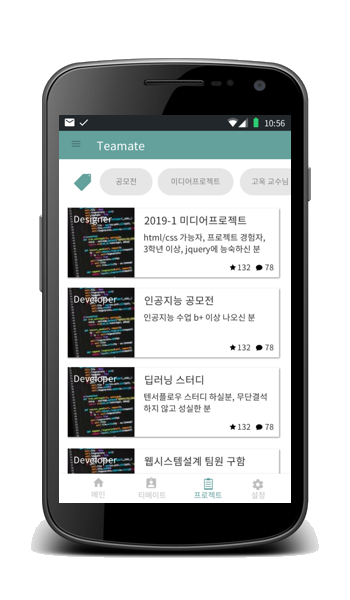 10:56
Teamate
공모전
미디어프로젝트
고욱 교수님
Designer
2019-1 미디어프로젝트
html/css 가능자, 프로젝트 경험자,
3학년 이상, jquery에 능숙하신 분
132 78
Developer
인공지능 공모전
인공지능 수업 b+ 이상 나오신 분
132 78
Developer
딥러닝 스터디
텐서플로우 스터디 하실분, 무단결석
하지 않고 성실한 분
132 78
Developer
웹시스템설계 팀원 구함
메인
티메이트
프로젝트
설정